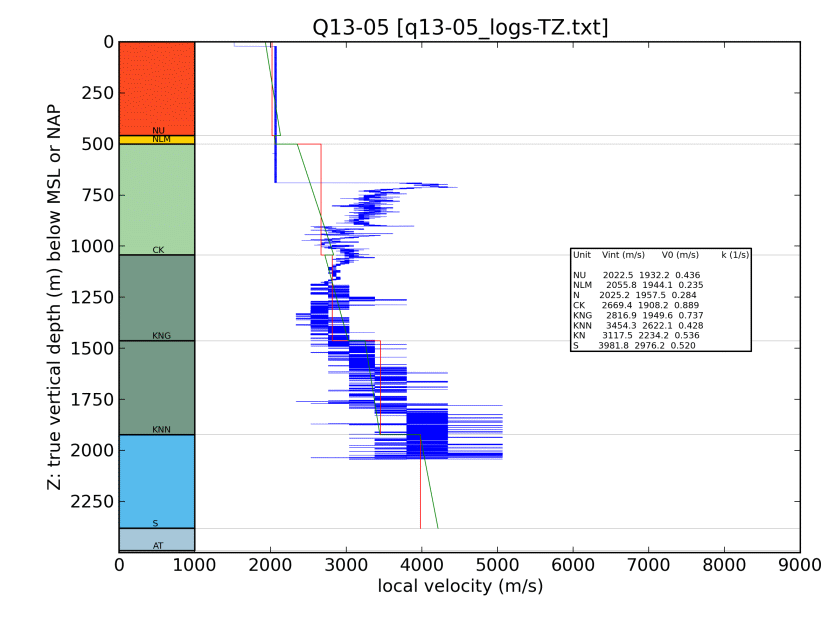 Q13-05 [q13-05_logs-TZ.txt]
Z: true vertical depth (m) below MSL or NAP
0
250
500
750
1000
1250
1500
1750
2000
2250
NU
NLM
CK
KNG
KNN
S
AT
Unit Vint (m/s) V0 (m/s) k (1/s)
NU 2022.5 1932.2 0.436
NLM 2055.8 1944.1 0.235
N 2025.2 1957.5 0.284
CK 2669.4 1908.2 0.889
KNG 2816.9 1949.6 0.737
KNN 3454.3 2622.1 0.428
KN 3117.5 2234.2 0.536
S 3981.8 2976.2 0.520
0 1000 2000 3000 4000 5000 6000 7000 8000 9000
local velocity (m/s)